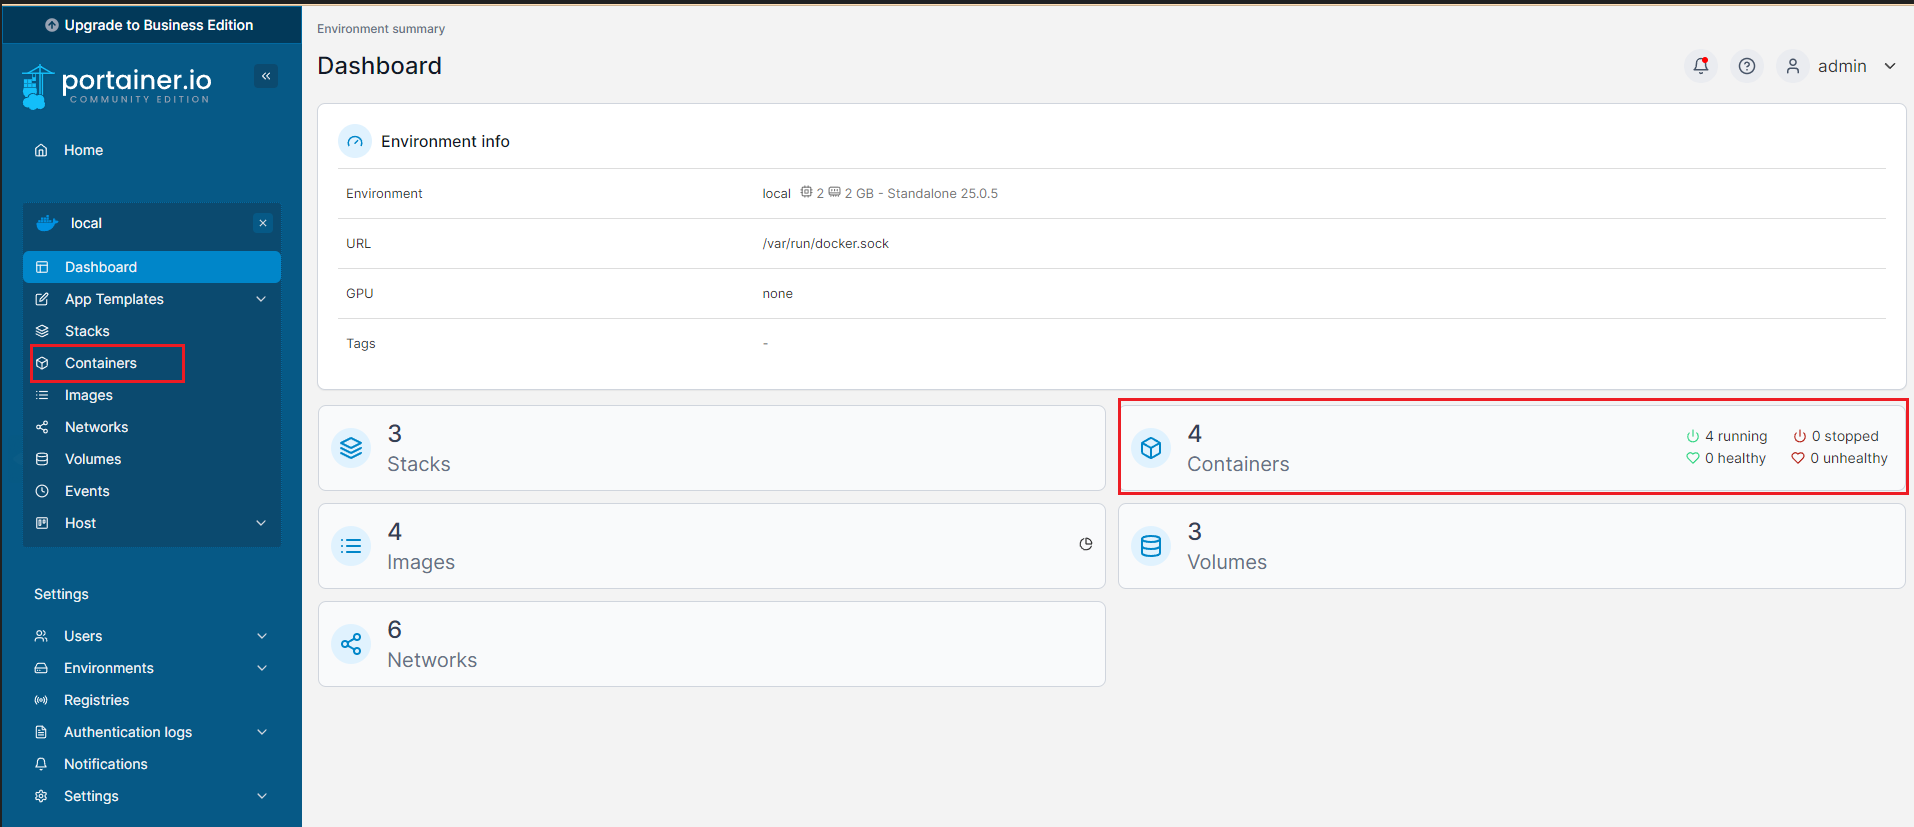 Upgrade to Business Edition
portainer.io
COMMUNITY EDITION
Home
local
Dashboard
App Templates
Stacks
Containers
Images
Networks
Volumes
Events
Host
Settings
Users
Environments
Registries
Authentication logs
Notifications
Settings
Environment summary
Dashboard
admin
Environment info
Environment local 2 2 GB - Standalone 25.0.5
URL /var/run/docker.sock
GPU none
Tags -
3
Stacks
4
Containers
4 running 0 stopped
0 healthy 0 unhealthy
4
Images
3
Volumes
6
Networks